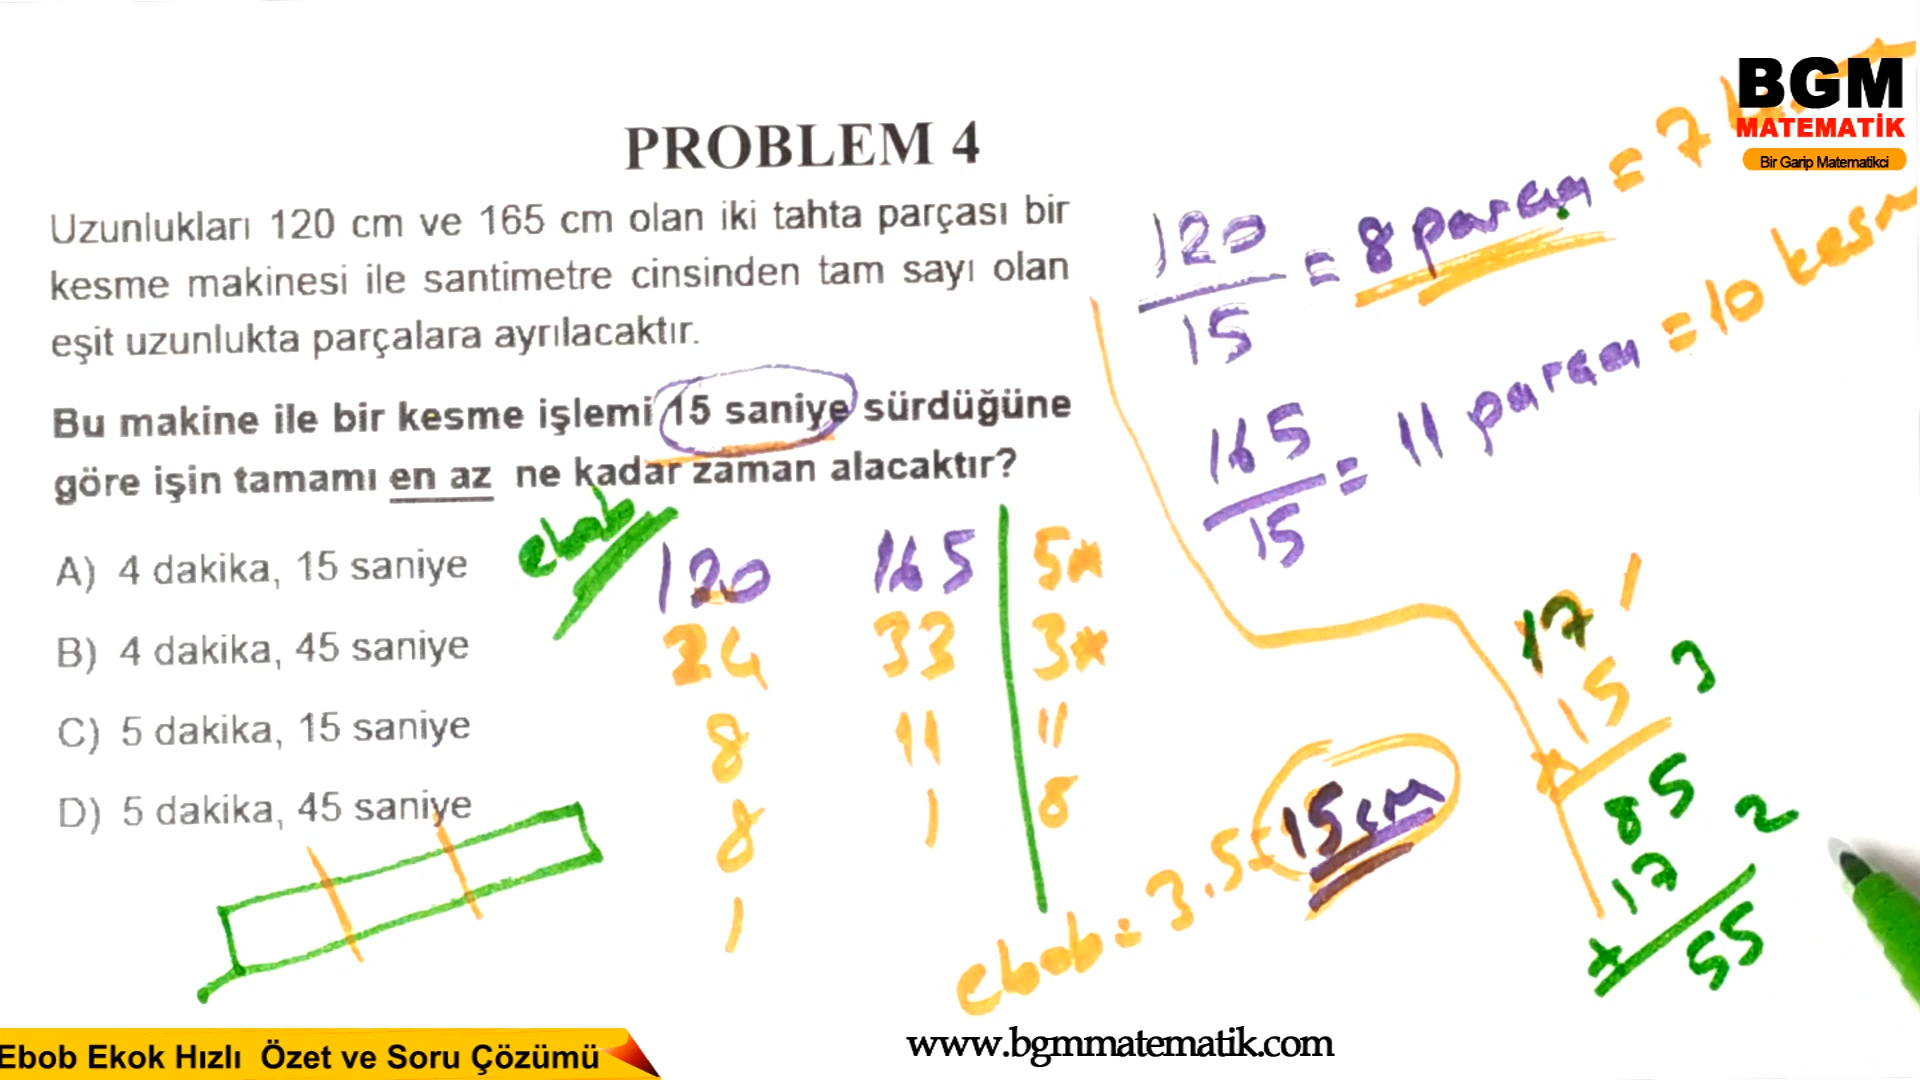 BGM
MATEMATİK
Bir Garip Matematikci
PROBLEM 4
Uzunlukları 120 cm ve 165 cm olan iki tahta parçası bir
kesme makinesi ile santimetre cinsinden tam sayı olan
eşit uzunlukta parçalara ayrılacaktır.
Bu makine ile bir kesme işlemi 15 saniye sürdüğüne
göre işin tamamı en az ne kadar zaman alacaktır?
A) 4 dakika, 15 saniye
B) 4 dakika, 45 saniye
C) 5 dakika, 15 saniye
D) 5 dakika, 45 saniye
ebob
120 165 5*
24 33 3*
8 11 11
8 1 8
1
ebob = 3.5 = 15cm
120
15
= 8 parça = 7
165
15
= 11 parça = 10 kesm
17
15 3
85 2
17
+ 55
www.bgmmatematik.com
Ebob Ekok Hızlı Özet ve Soru Çözümü